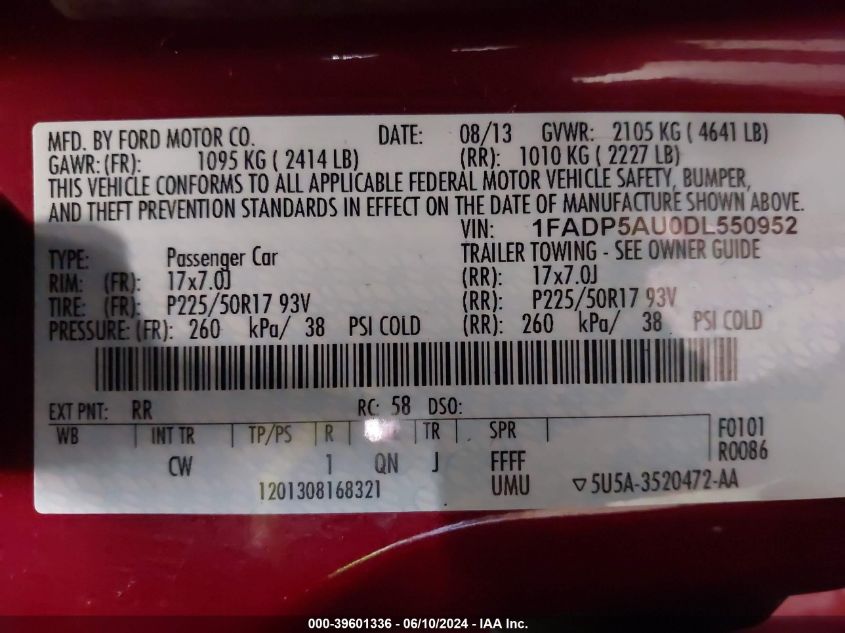 MFD. BY FORD MOTOR CO. DATE: 08/13 GVWR: 2105 KG ( 4641 LB)
GAWR: (FR): 1095 KG ( 2414 LB) (RR): 1010 KG ( 2227 LB)
THIS VEHICLE CONFORMS TO ALL APPLICABLE FEDERAL MOTOR VEHICLE SAFETY, BUMPER,
AND THEFT PREVENTION STANDARDS IN EFFECT ON THE DATE OF MANUFACTURE SHOWN ABOVE.
VIN: 1FADP5AU0DL550952
TYPE: Passenger Car TRAILER TOWING - SEE OWNER GUIDE
RIM: (FR): 17x7.0J (RR): 17x7.0J
TIRE: (FR): P225/50R17 93V (RR): P225/50R17 93V
PRESSURE: (FR): 260 kPa/ 38 PSI COLD (RR): 260 kPa/ 38 PSI COLD
EXT PNT: RR RC: 58 DSO:
WB INT TR TP/PS R TR SPR F0101
R0086
CW 1 QN J FFFF
1201308168321 UMU ▽5U5A-3520472-AA
000-39601336 - 06/10/2024 - IAA Inc.